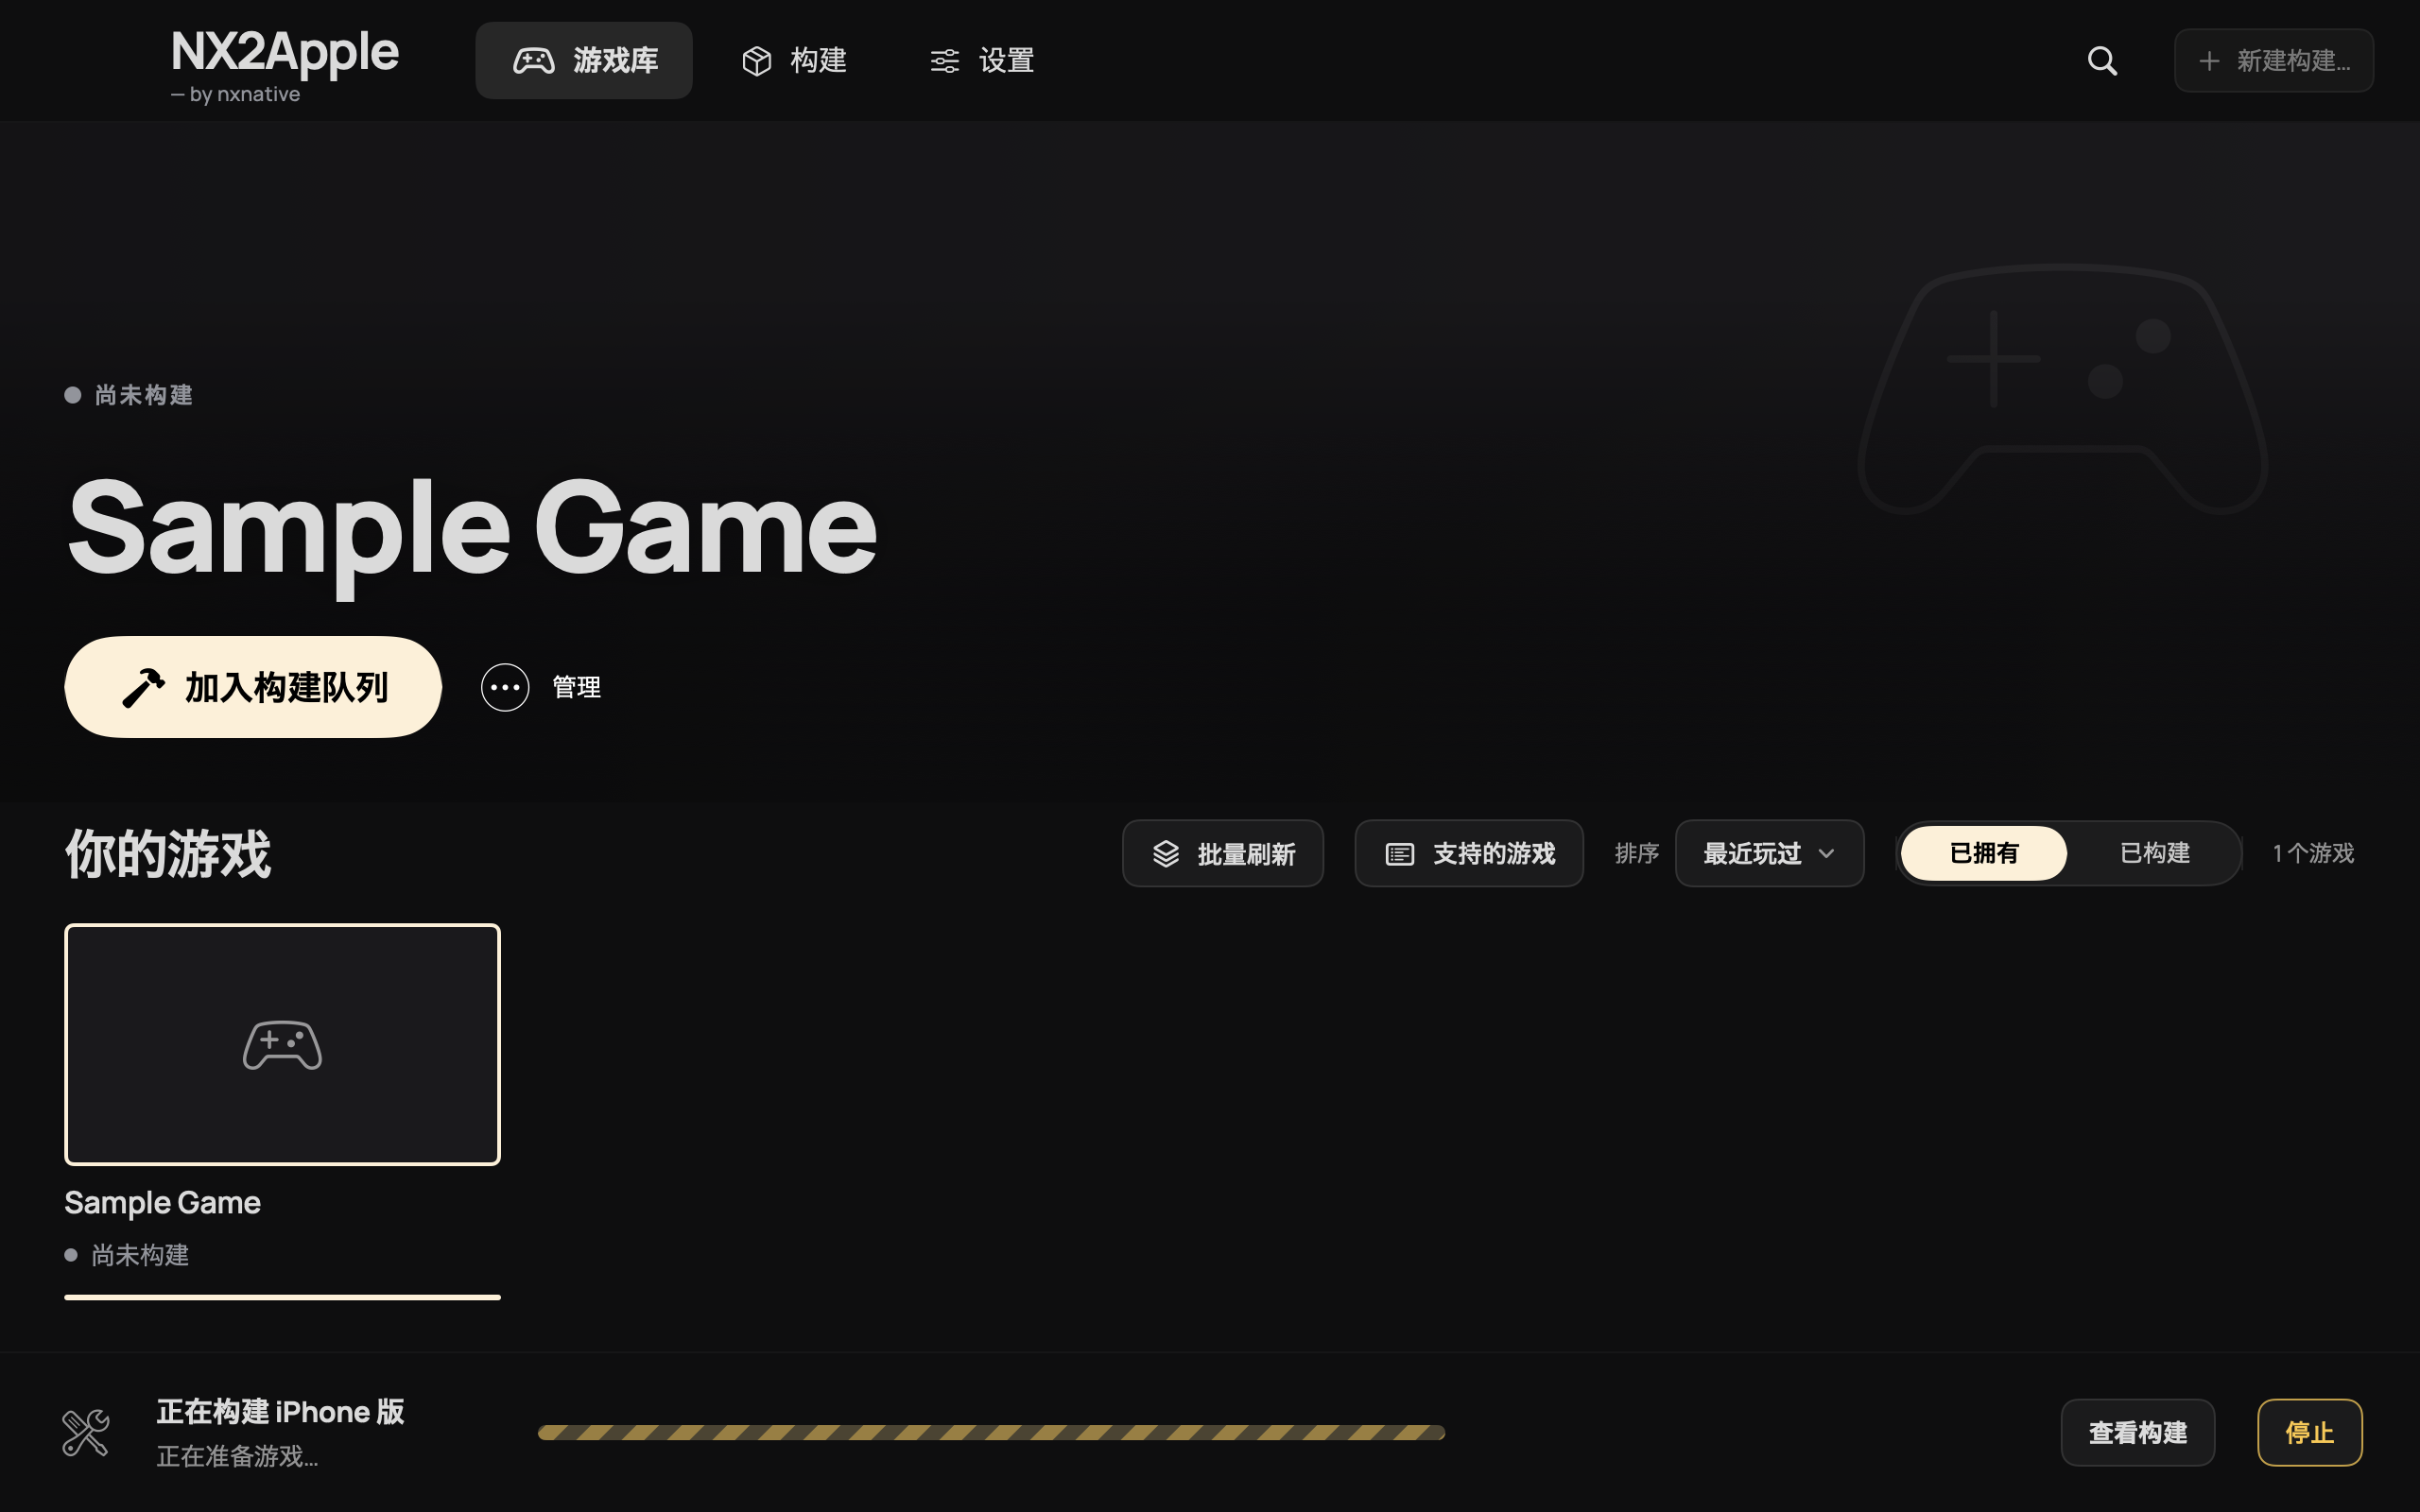 NX2Apple
— by nxnative
游戏库
构建
设置
新建构建...
尚未构建
Sample Game
加入构建队列
管理
你的游戏
批量刷新
支持的游戏
排序
最近玩过
已拥有
已构建
1 个游戏
Sample Game
尚未构建
正在构建 iPhone 版
正在准备游戏...
查看构建
停止